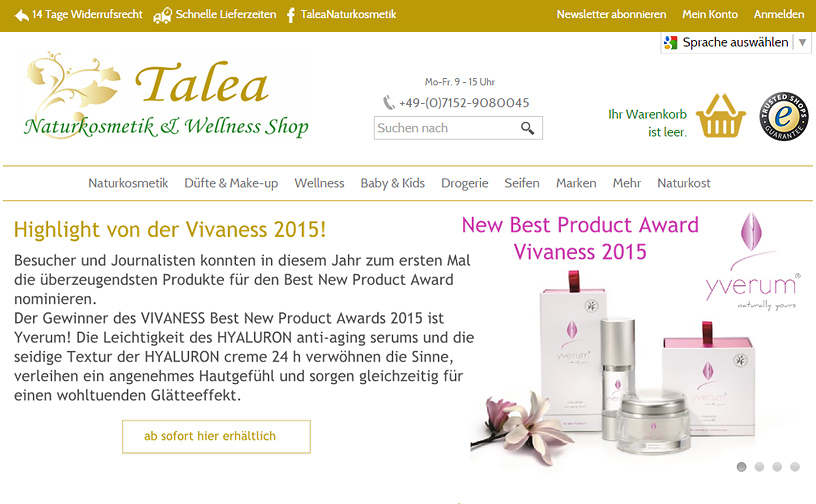 14 Tage Widerrufsrecht Schnelle Lieferzeiten TaleaNaturkosmetik Newsletter abonnieren Mein Konto Anmelden
Sprache auswählen
Talea
Naturkosmetik & Wellness Shop
Mo-Fr. 9 - 15 Uhr
+49-(0)7152-9080045
Suchen nach
Ihr Warenkorb
ist leer.
TRUSTED SHOPS
GUARANTEE
Naturkosmetik Düfte & Make-up Wellness Baby & Kids Drogerie Seifen Marken Mehr Naturkost
Highlight von der Vivaness 2015!
Besucher und Journalisten konnten in diesem Jahr zum ersten Mal
die überzeugendsten Produkte für den Best New Product Award
nominieren.
Der Gewinner des VIVANESS Best New Product Awards 2015 ist
Yverum! Die Leichtigkeit des HYALURON anti-aging serums und die
seidige Textur der HYALURON creme 24 h verwöhnen die Sinne,
verleihen ein angenehmes Hautgefühl und sorgen gleichzeitig für
einen wohltuenden Glätteeffekt.
ab sofort hier erhältlich
New Best Product Award
Vivaness 2015
yverum®
naturally yours
yverum
yverum